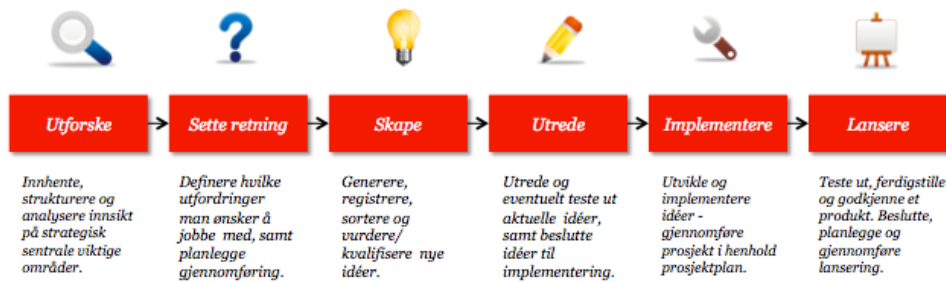 Utforske
Sette retning
Skape
Utrede
Implementere
Lansere
Innhente,
strukturere og
analysere innsikt
på strategisk
sentrale viktige
områder.
Definere hvilke
utfordringer
man ønsker å
jobbe med, samt
planlegge
gjennomføring.
Generere,
registrere,
sortere og
vurdere/
kvalifisere nye
idéer.
Utrede og
eventuelt teste ut
aktuelle idéer,
samt beslutte
idéer til
implementering.
Utvikle og
implementere
idéer -
gjennomføre
prosjekt i henhold
prosjektplan.
Teste ut, ferdigstille
og godkjenne et
produkt. Beslutte,
planlegge og
gjennomføre
lansering.